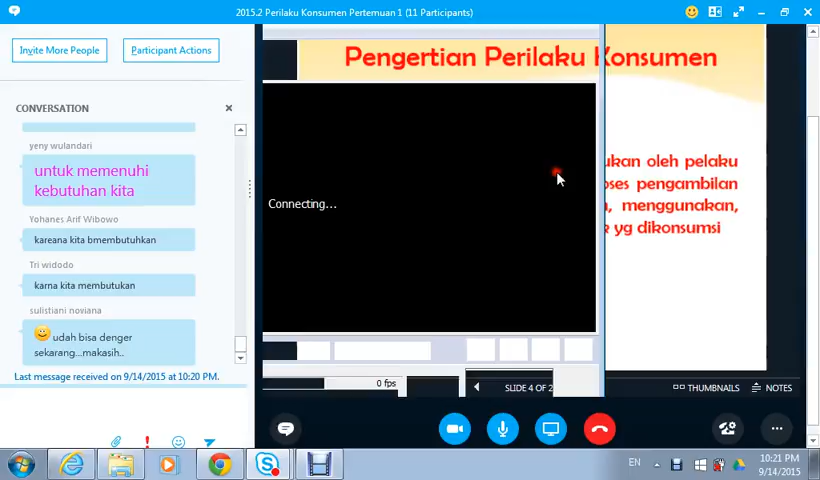 2015.2 Perilaku Konsumen Pertemuan 1 (11 Participants)
Invite More People
Participant Actions
CONVERSATION
yeny wulandari
untuk memenuhi
kebutuhan kita
Yohanes Arif Wibowo
kareana kita bmembutuhkan
Tri widodo
karna kita membutukan
sulistiani noviana
udah bisa denger
sekarang...makasih..
Last message received on 9/14/2015 at 10:20 PM.
Pengertian Perilaku Konsumen
Connecting...
ukan oleh pelaku
oses pengambilan
, menggunakan,
yg dikonsumsi
0 fps
SLIDE 4 OF 2
THUMBNAILS
NOTES
EN
10:21 PM
9/14/2015